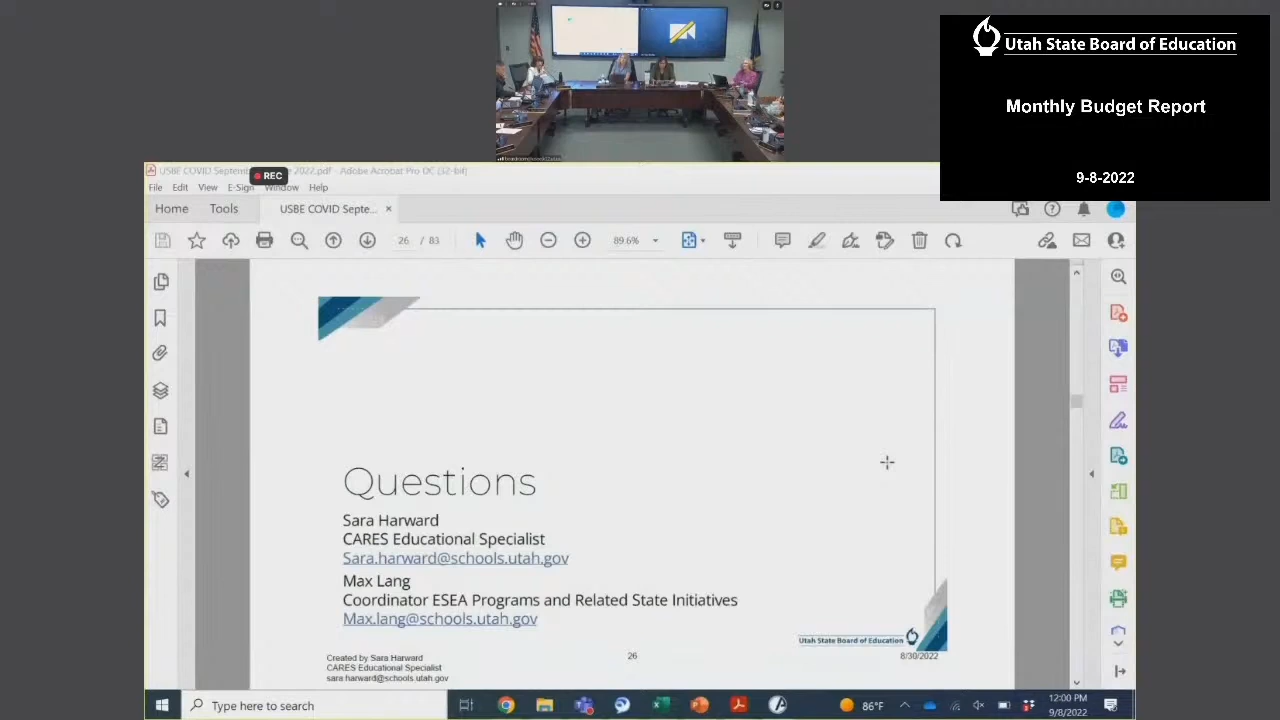 Utah State Board of Education
Monthly Budget Report
9-8-2022
REC
File Edit View E-Sign Window Help
Home Tools USBE COVID Septe... ×
26 / 83 89.6%
Questions
Sara Harward
CARES Educational Specialist
Sara.harward@schools.utah.gov
Max Lang
Coordinator ESEA Programs and Related State Initiatives
Max.lang@schools.utah.gov
Utah State Board of Education
Created by Sara Harward
CARES Educational Specialist
sara.harward@schools.utah.gov
26
8/30/2022
Type here to search
86°F
12:00 PM
9/8/2022